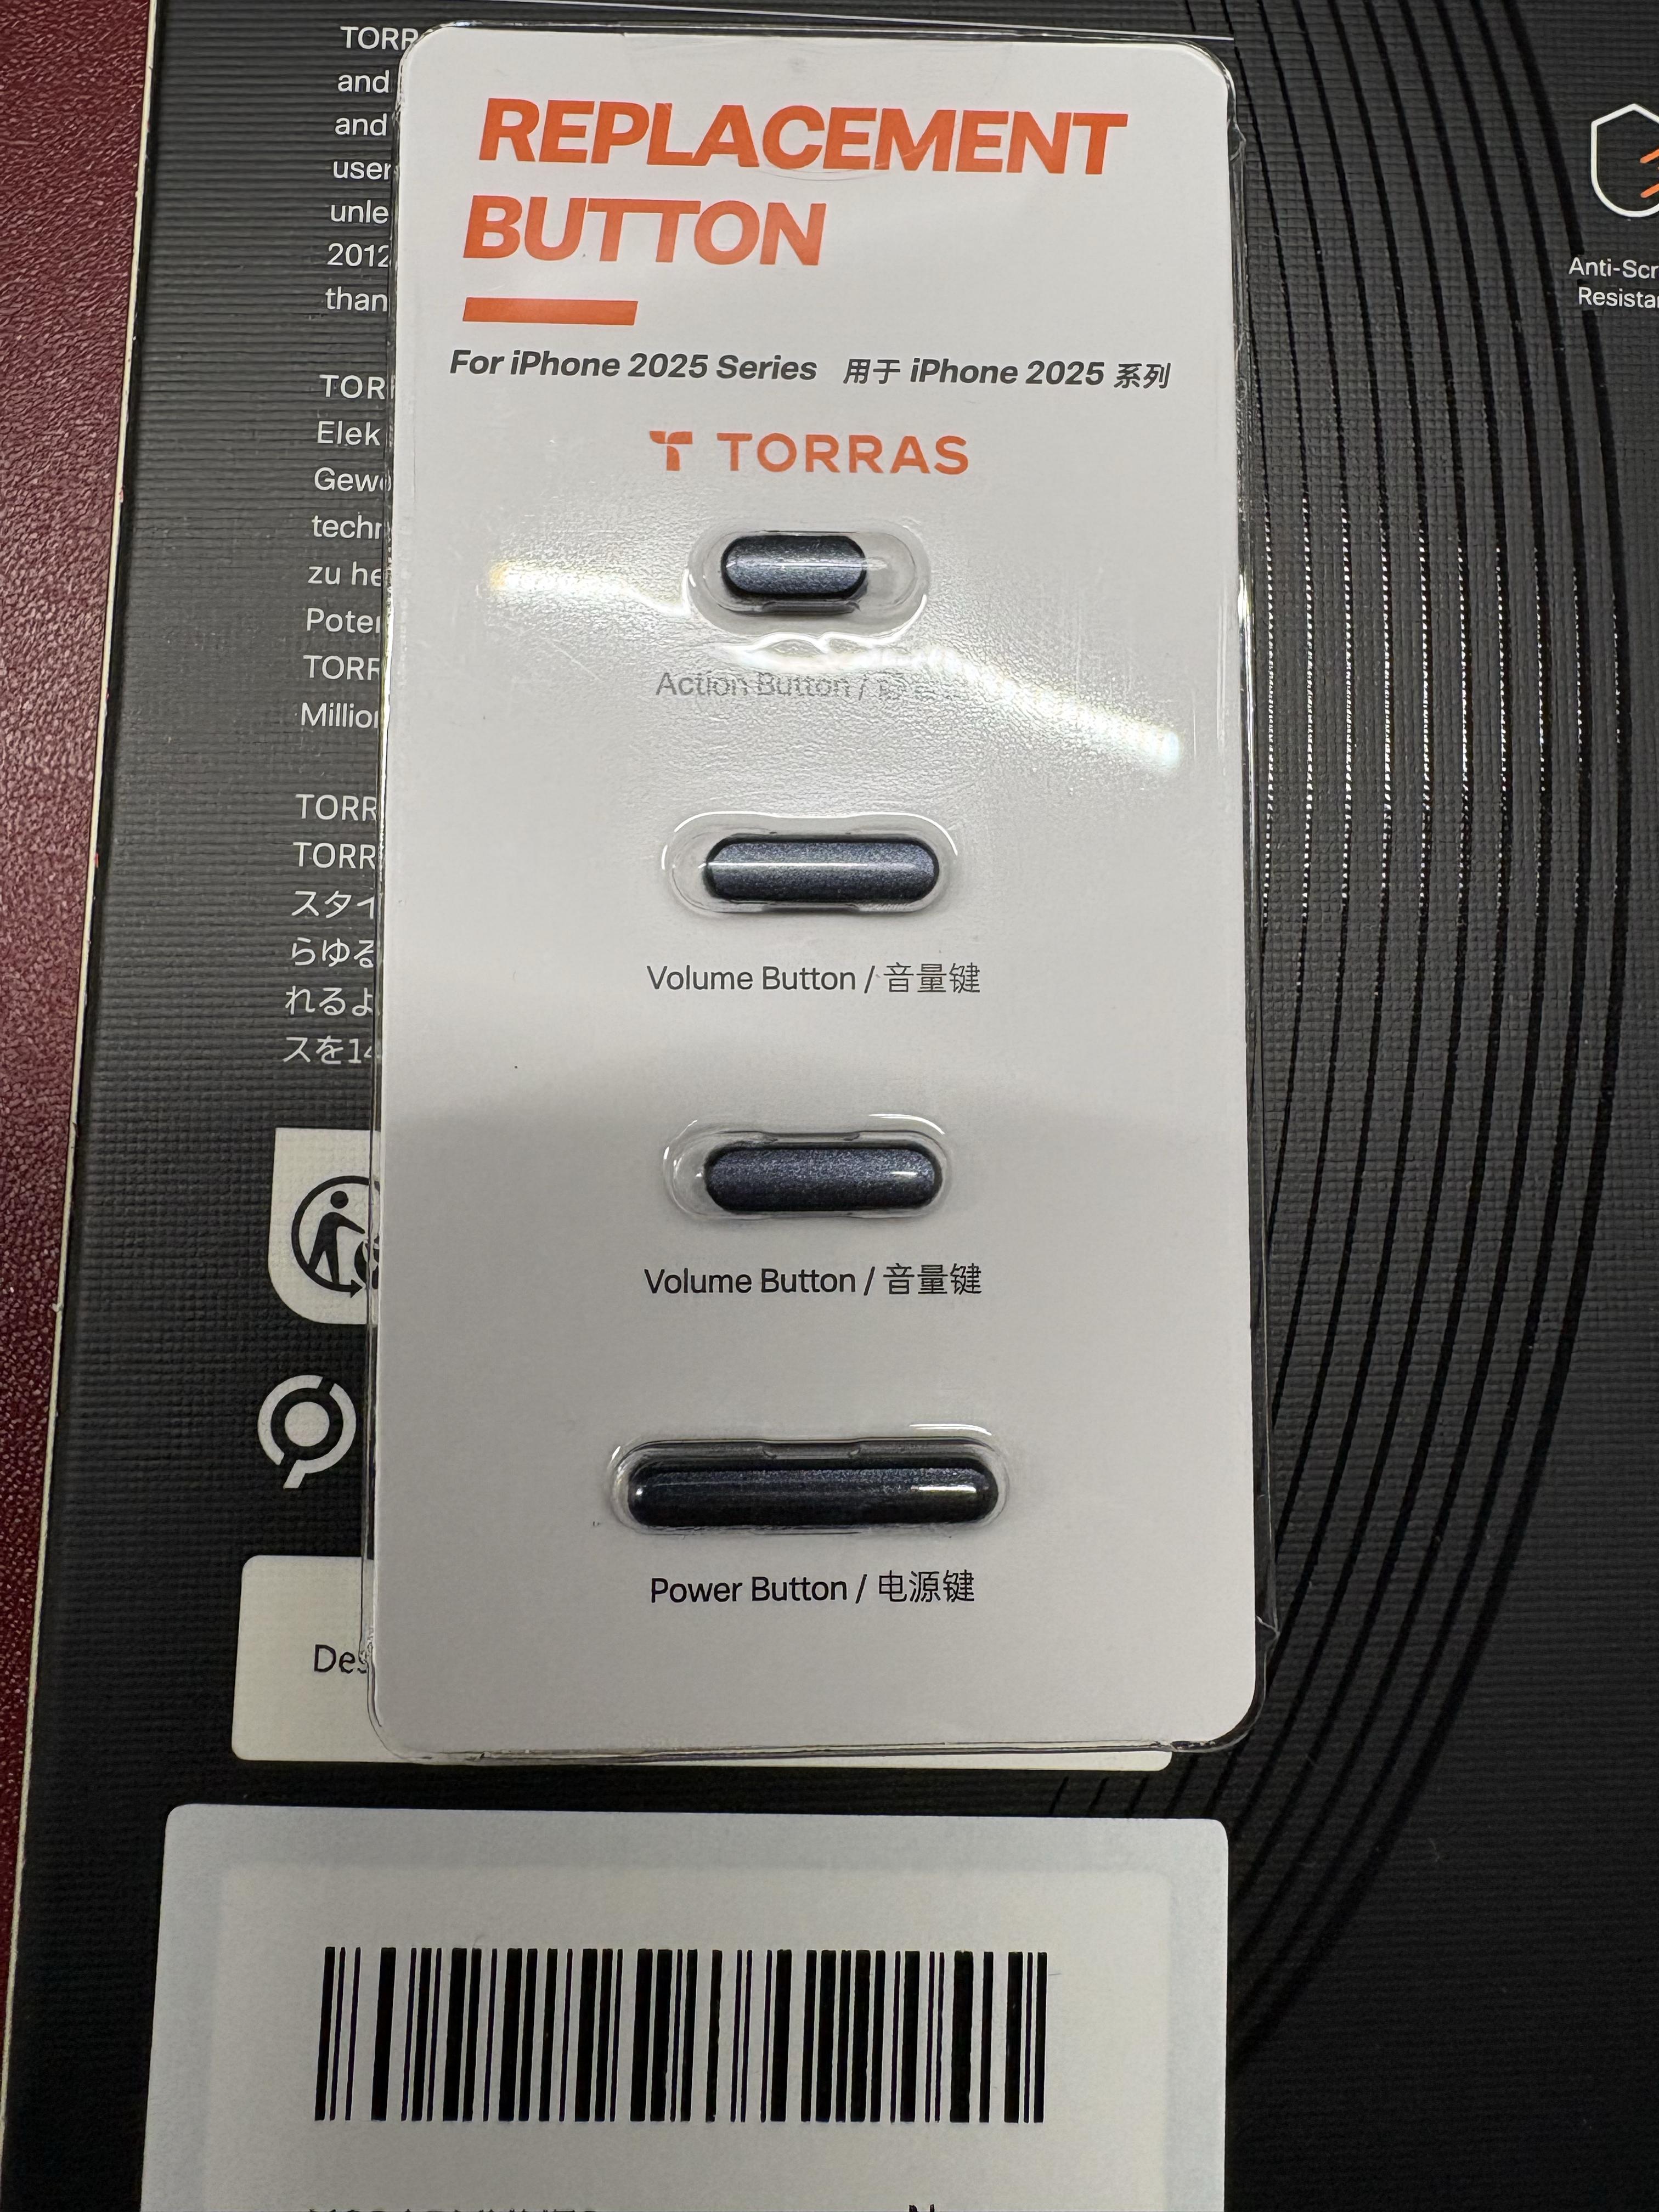 REPLACEMENT
BUTTON
For iPhone 2025 Series 用于 iPhone 2025 系列
TORRAS
Action Button /
Volume Button / 音量键
Volume Button / 音量键
Power Button / 电源键
TORR
and
and
user
unle
2012
than
TOR
Elek
Gew
techn
zu he
Poter
TORR
Million
TORR
TORR
スタイ
らゆる
れるよ
スを14
Des
Anti-Scr
Resista